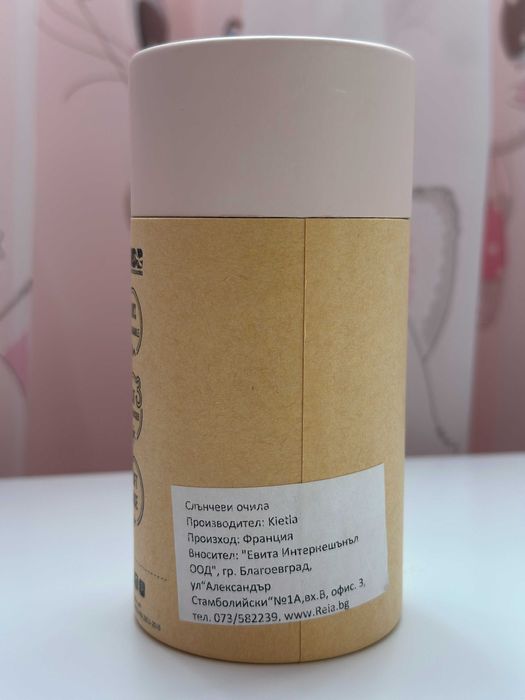 Слънчеви очила
Производител: Kietla
Произход: Франция
Вносител: "Евита Интеркешънъл
ООД", гр. Благоевград,
ул"Александър
Стамболийски"№1А,вх.В, офис. 3,
тел. 073/582239, www.Reia.bg